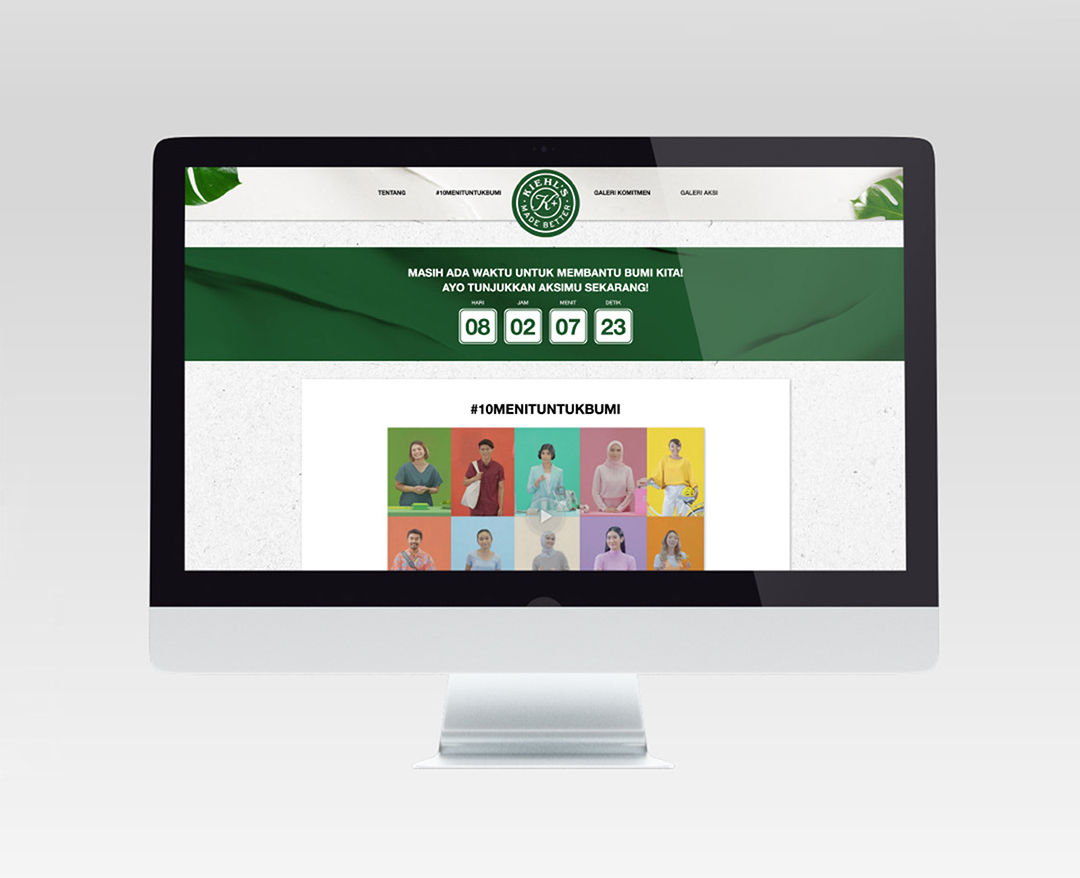 TENTANG
#10MENITUNTUKBUMI
KIEHL'S
K+
MADE BETTER
GALERI KOMITMEN
GALERI AKSI
MASIH ADA WAKTU UNTUK MEMBANTU BUMI KITA!
AYO TUNJUKKAN AKSIMU SEKARANG!
HARI JAM MENIT DETIK
08 02 07 23
#10MENITUNTUKBUMI